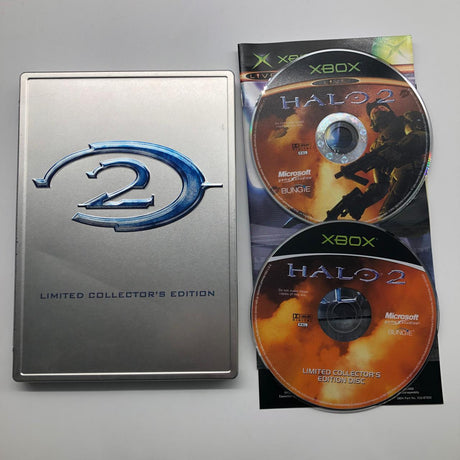 2
LIMITED COLLECTOR'S EDITION
XBOX
LIVE
XBOX
HALO 2
Microsoft
BUNGIE
XBOX
HALO 2
Microsoft
BUNGIE
LIMITED COLLECTOR'S
EDITION DISC